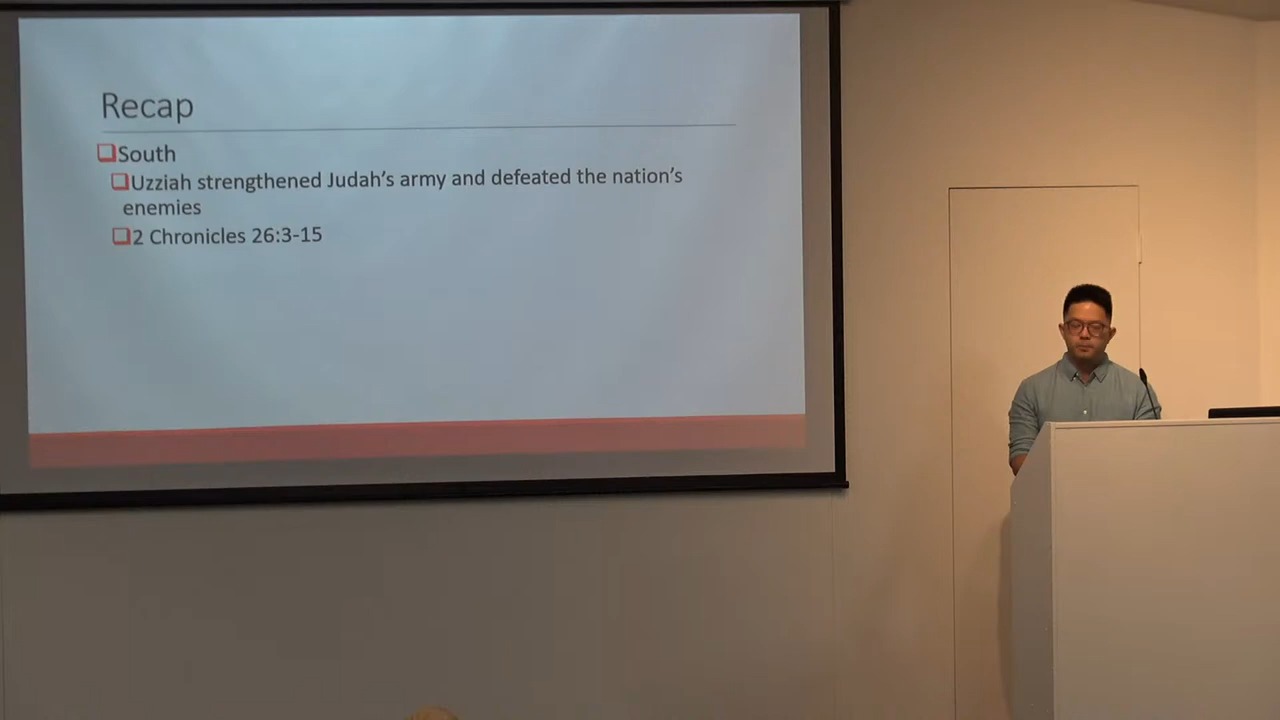 Recap
South
Uzziah strengthened Judah's army and defeated the nation's
enemies
2 Chronicles 26:3-15